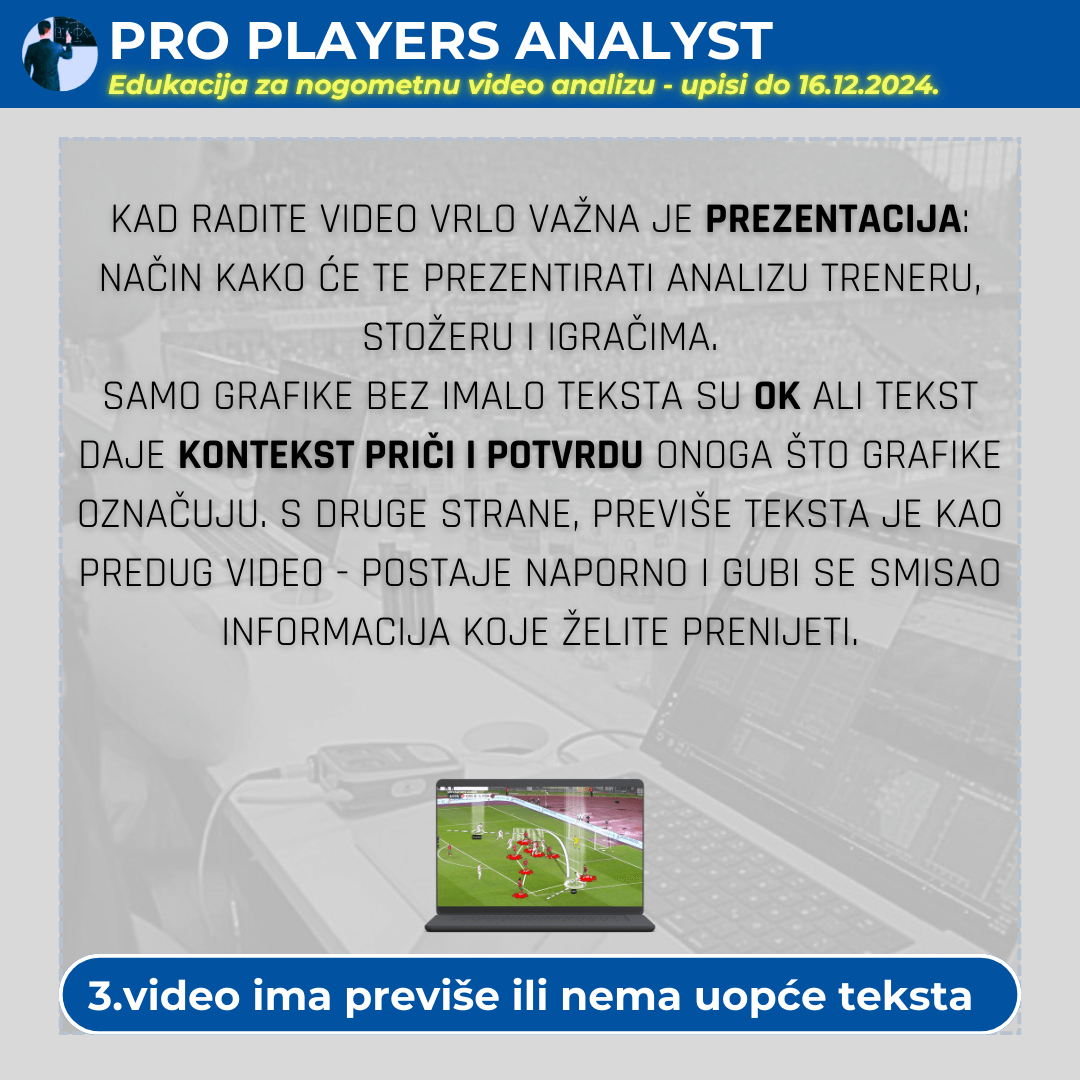 PRO PLAYERS ANALYST
Edukacija za nogometnu video analizu - upisi do 16.12.2024.
KAD RADITE VIDEO VRLO VAŽNA JE PREZENTACIJA:
NAČIN KAKO ĆE TE PREZENTIRATI ANALIZU TRENERU,
STOŽERU I IGRAČIMA.
SAMO GRAFIKE BEZ IMALO TEKSTA SU OK ALI TEKST
DAJE KONTEKST PRIČI I POTVRDU ONOGA ŠTO GRAFIKE
OZNAČUJU. S DRUGE STRANE, PREVIŠE TEKSTA JE KAO
PREDUG VIDEO - POSTAJE NAPORNO I GUBI SE SMISAO
INFORMACIJA KOJE ŽELITE PRENIJETI.
3.video ima previše ili nema uopće teksta